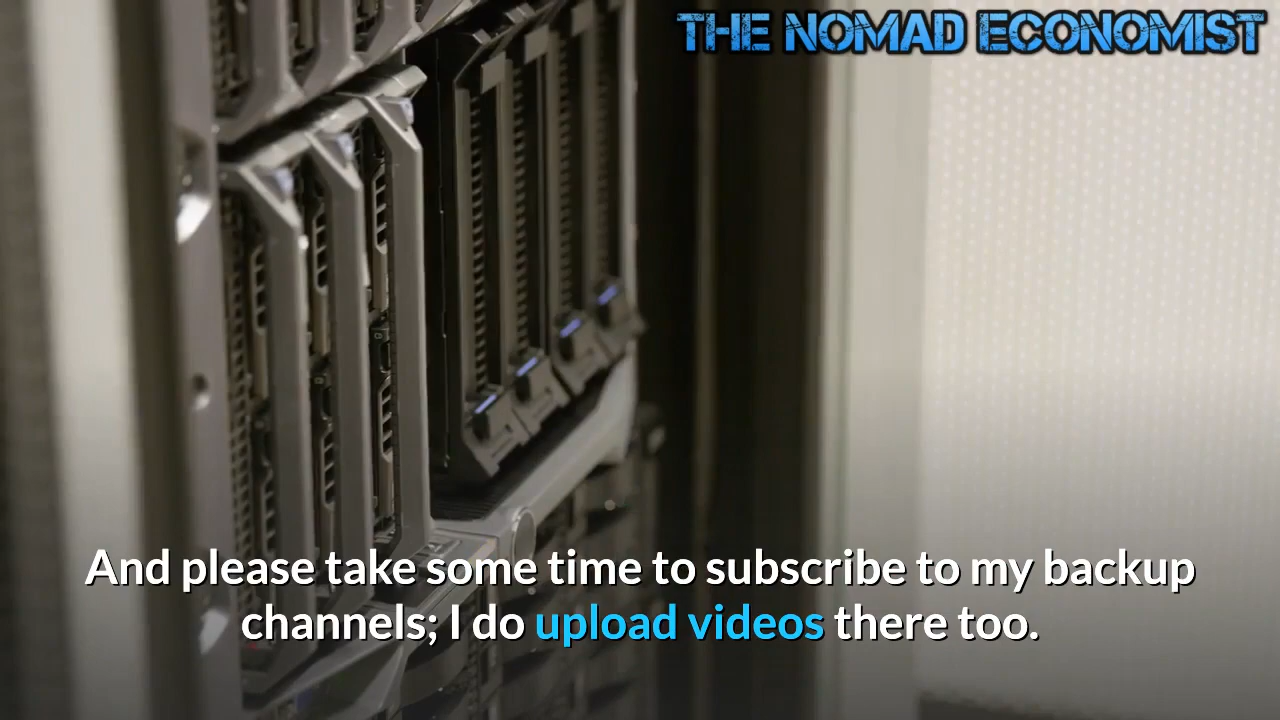 THE NOMAD ECONOMIST
And please take some time to subscribe to my backup
channels; I do upload videos there too.